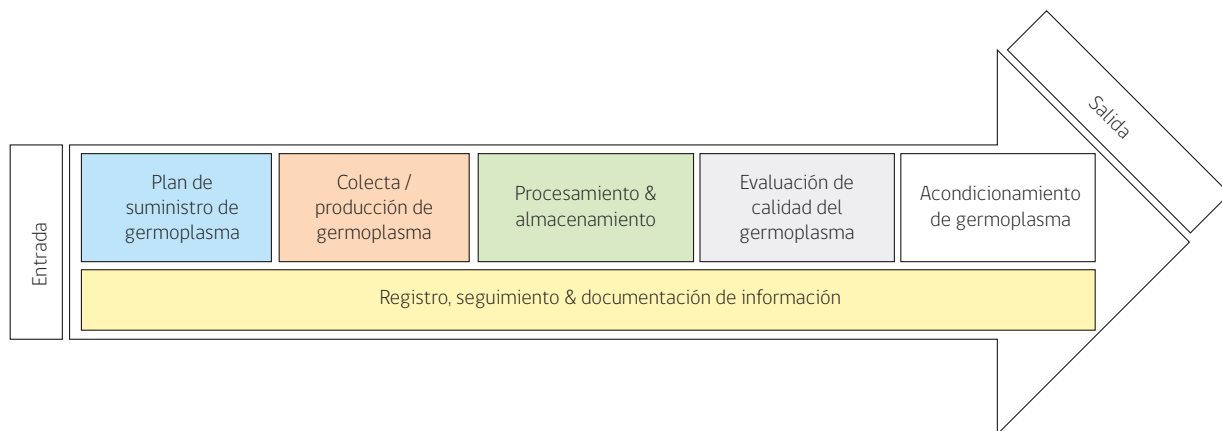 Entrada
Plan de
suministro de
germoplasma
Colecta /
producción de
germoplasma
Procesamiento &
almacenamiento
Evaluación de
calidad del
germoplasma
Acondicionamiento
de germoplasma
Registro, seguimiento & documentación de información
Salida